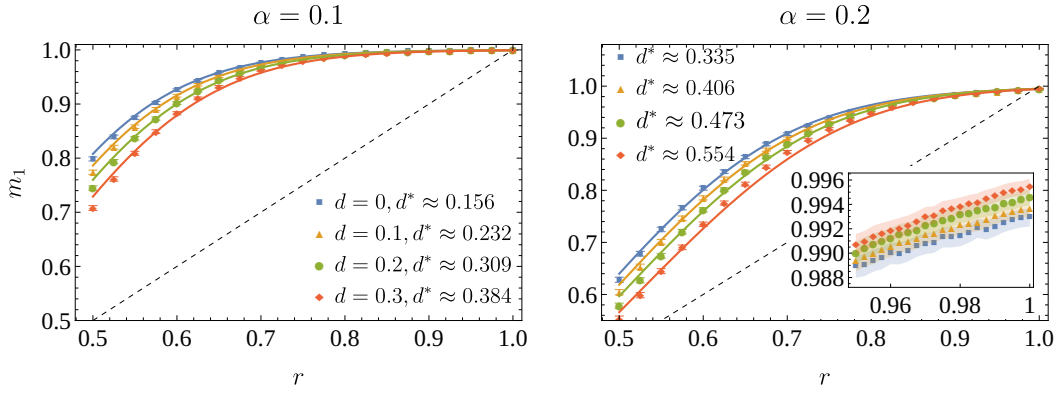 α = 0.1
α = 0.2
1.0
0.9
0.8
0.7
0.6
0.5
m₁
0.5 0.6 0.7 0.8 0.9 1.0
r
d = 0, d* ≈ 0.156
d = 0.1, d* ≈ 0.232
d = 0.2, d* ≈ 0.309
d = 0.3, d* ≈ 0.384
d* ≈ 0.335
d* ≈ 0.406
d* ≈ 0.473
d* ≈ 0.554
1.0
0.9
0.8
0.7
0.6
0.996
0.994
0.990
0.988
0.96 0.98 1
0.5 0.6 0.7 0.8 0.9 1.0
r